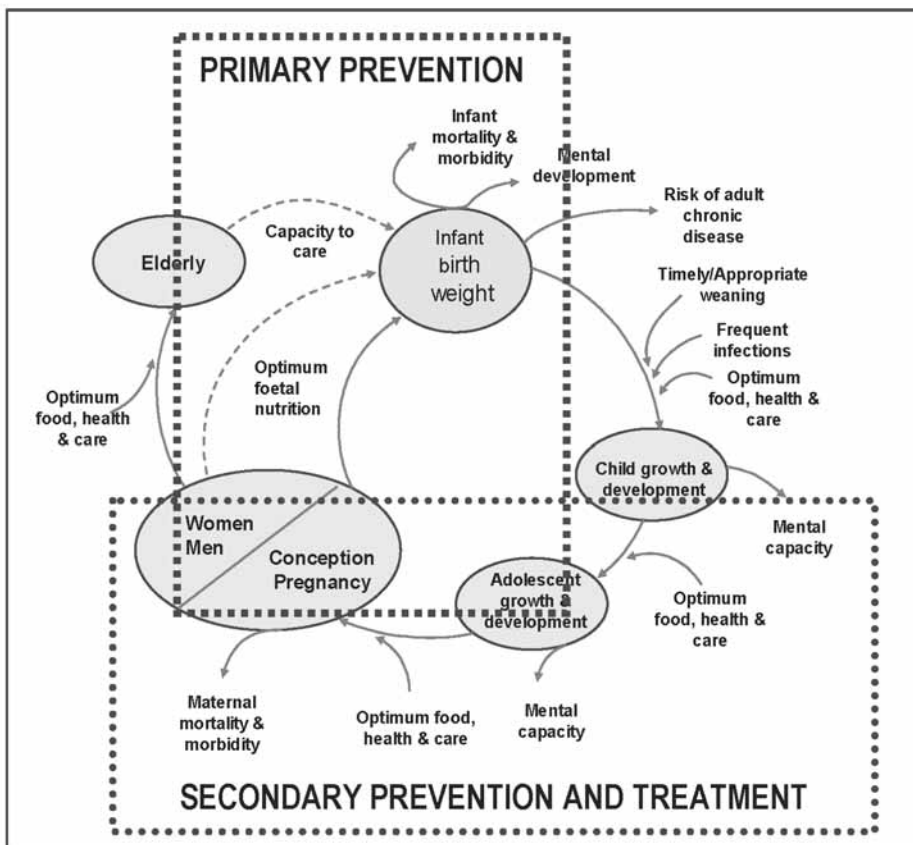 PRIMARY PREVENTION
Infant
mortality &
morbidity
Mental
development
Risk of adult
chronic
disease
Capacity to
care
Elderly
Infant
birth
weight
Timely/Appropriate
weaning
Frequent
infections
Optimum
food, health &
care
Optimum
foetal
nutrition
Optimum
food, health
& care
Child growth &
development
Women
Men
Conception
Pregnancy
Mental
capacity
Adolescent
growth &
development
Optimum
food, health &
care
Maternal
mortality &
morbidity
Optimum food,
health & care
Mental
capacity
SECONDARY PREVENTION AND TREATMENT